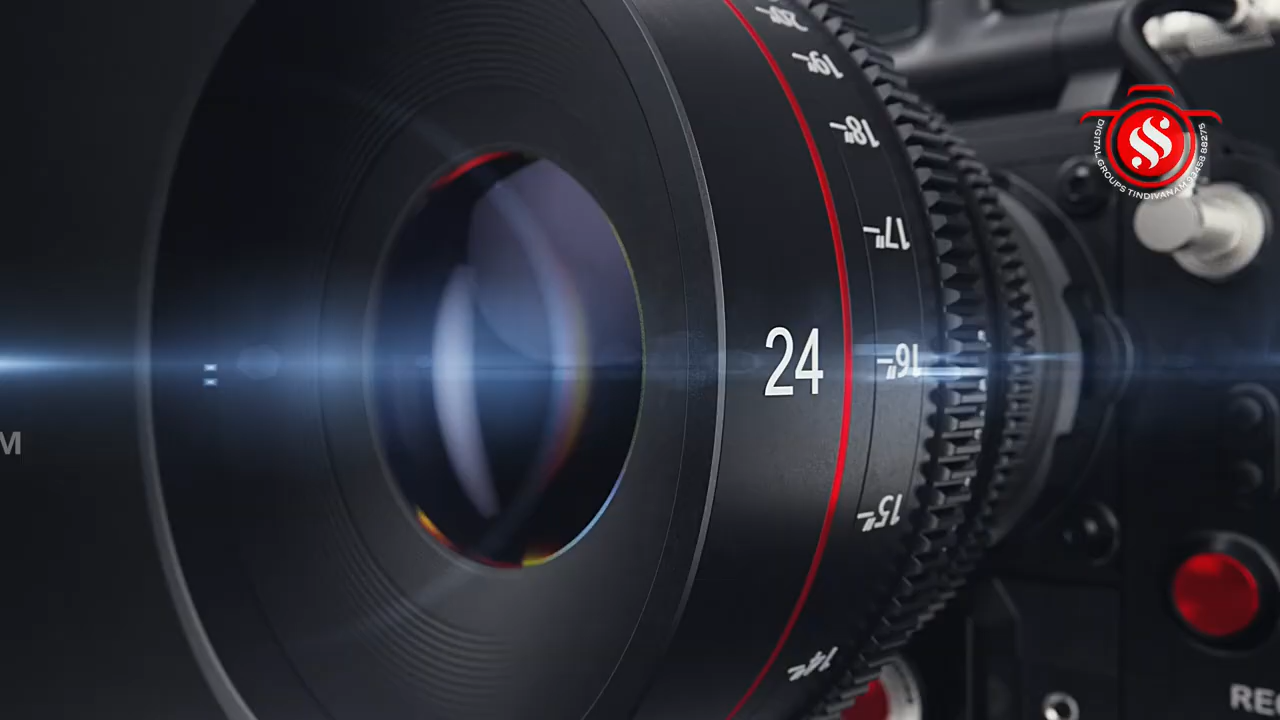 20"
19"
18"
17"
16"
15"
14"
24
M
DIGITAL GROUPS TINDIVANAM
REC